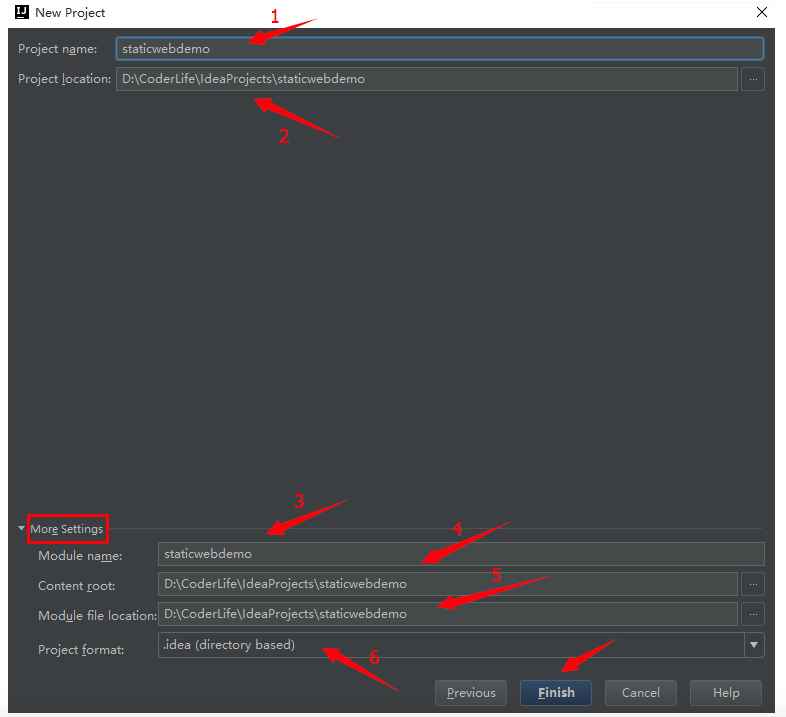 New Project
1
Project name: staticwebdemo
Project location: D:\CoderLife\IdeaProjects\staticwebdemo ...
2
3
More Settings
4
Module name: staticwebdemo
5
Content root: D:\CoderLife\IdeaProjects\staticwebdemo ...
Module file location: D:\CoderLife\IdeaProjects\staticwebdemo ...
Project format: .idea (directory based)
6
Previous Finish Cancel Help